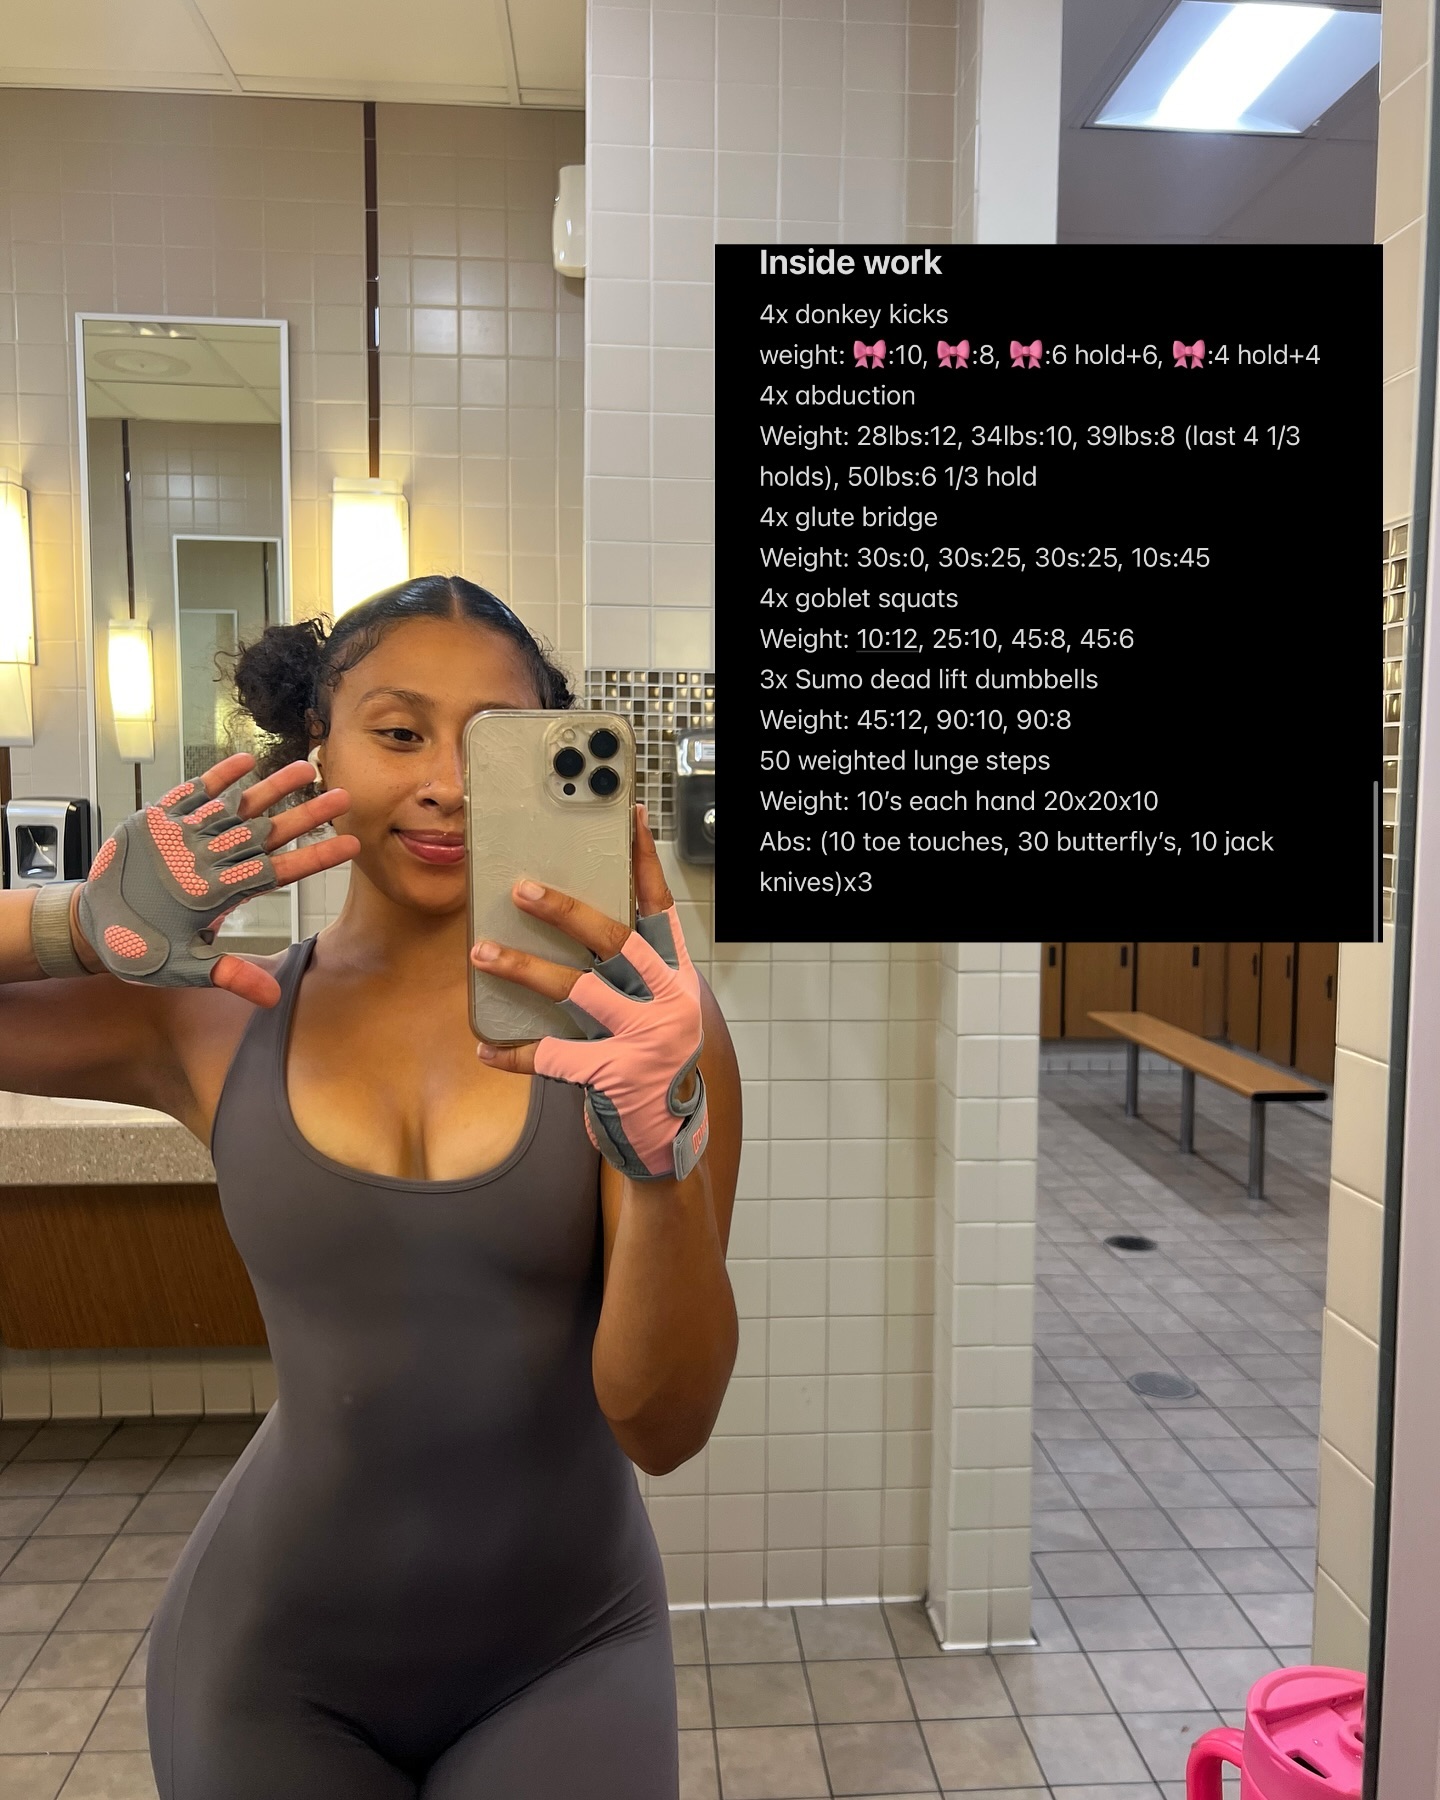 Inside work
4x donkey kicks
weight: 🎀:10, 🎀:8, 🎀:6 hold+6, 🎀:4 hold+4
4x abduction
Weight: 28lbs:12, 34lbs:10, 39lbs:8 (last 4 1/3
holds), 50lbs:6 1/3 hold
4x glute bridge
Weight: 30s:0, 30s:25, 30s:25, 10s:45
4x goblet squats
Weight: 10:12, 25:10, 45:8, 45:6
3x Sumo dead lift dumbbells
Weight: 45:12, 90:10, 90:8
50 weighted lunge steps
Weight: 10’s each hand 20x20x10
Abs: (10 toe touches, 30 butterfly’s, 10 jack
knives)x3